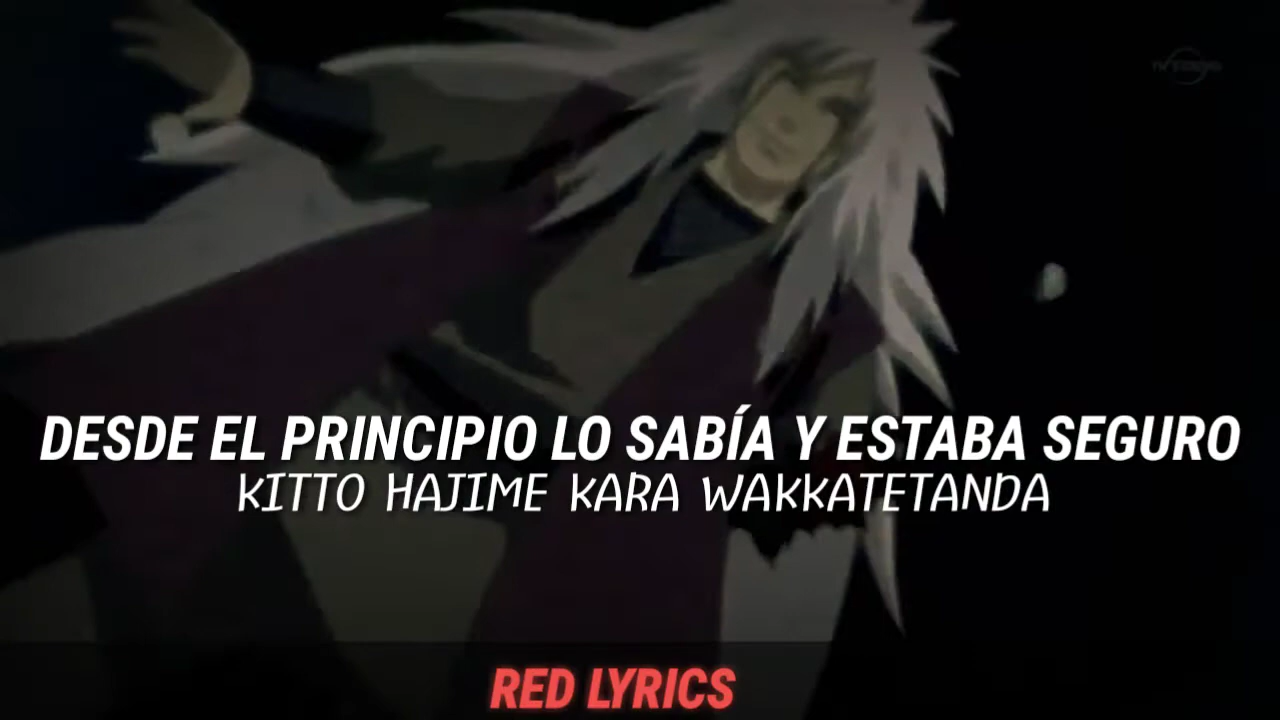 DESDE EL PRINCIPIO LO SABÍA Y ESTABA SEGURO
KITTO HAJIME KARA WAKKATETANDA
RED LYRICS